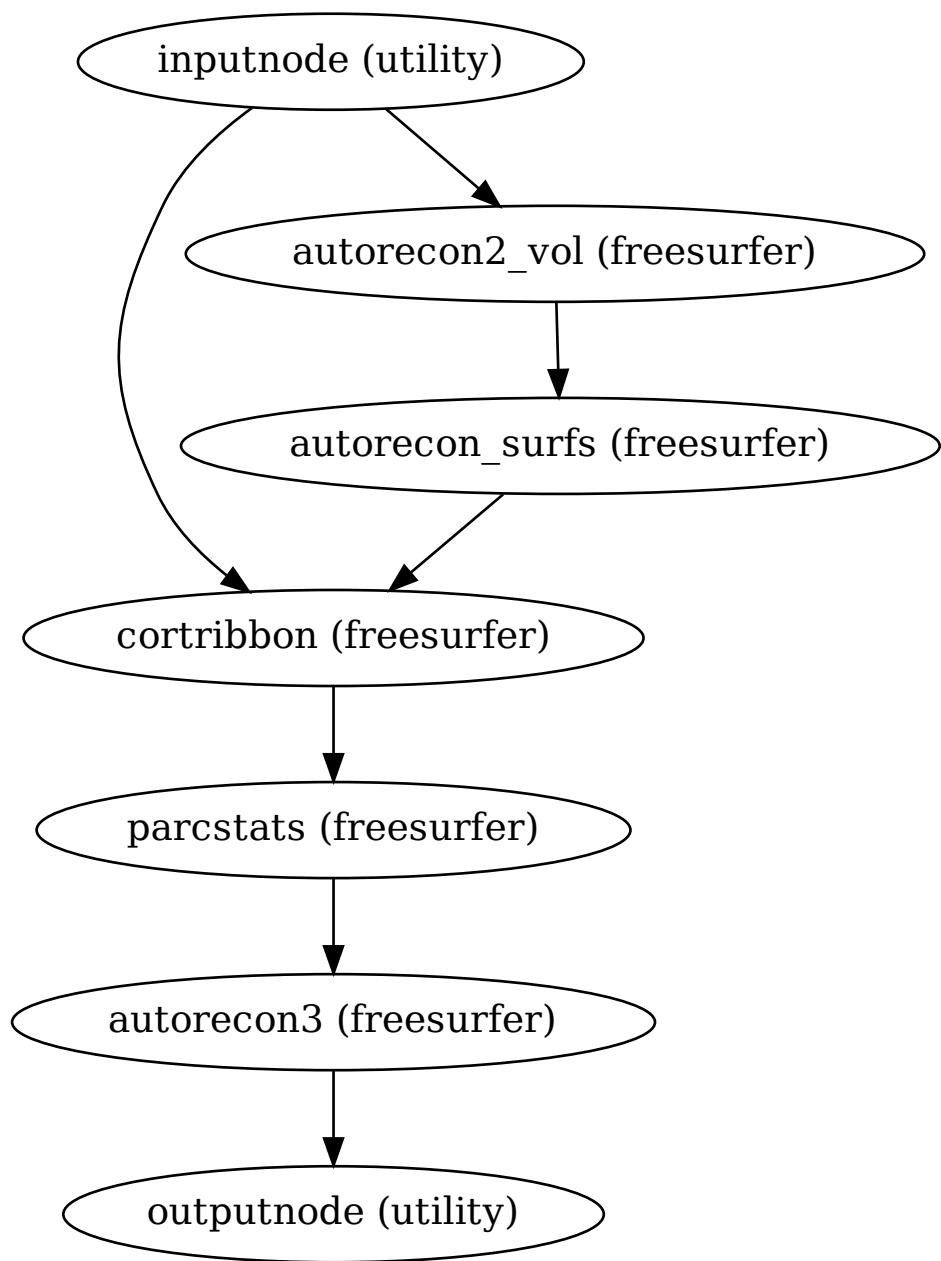 inputnode (utility)
autorecon2_vol (freesurfer)
autorecon_surfs (freesurfer)
cortribbon (freesurfer)
parcstats (freesurfer)
autorecon3 (freesurfer)
outputnode (utility)